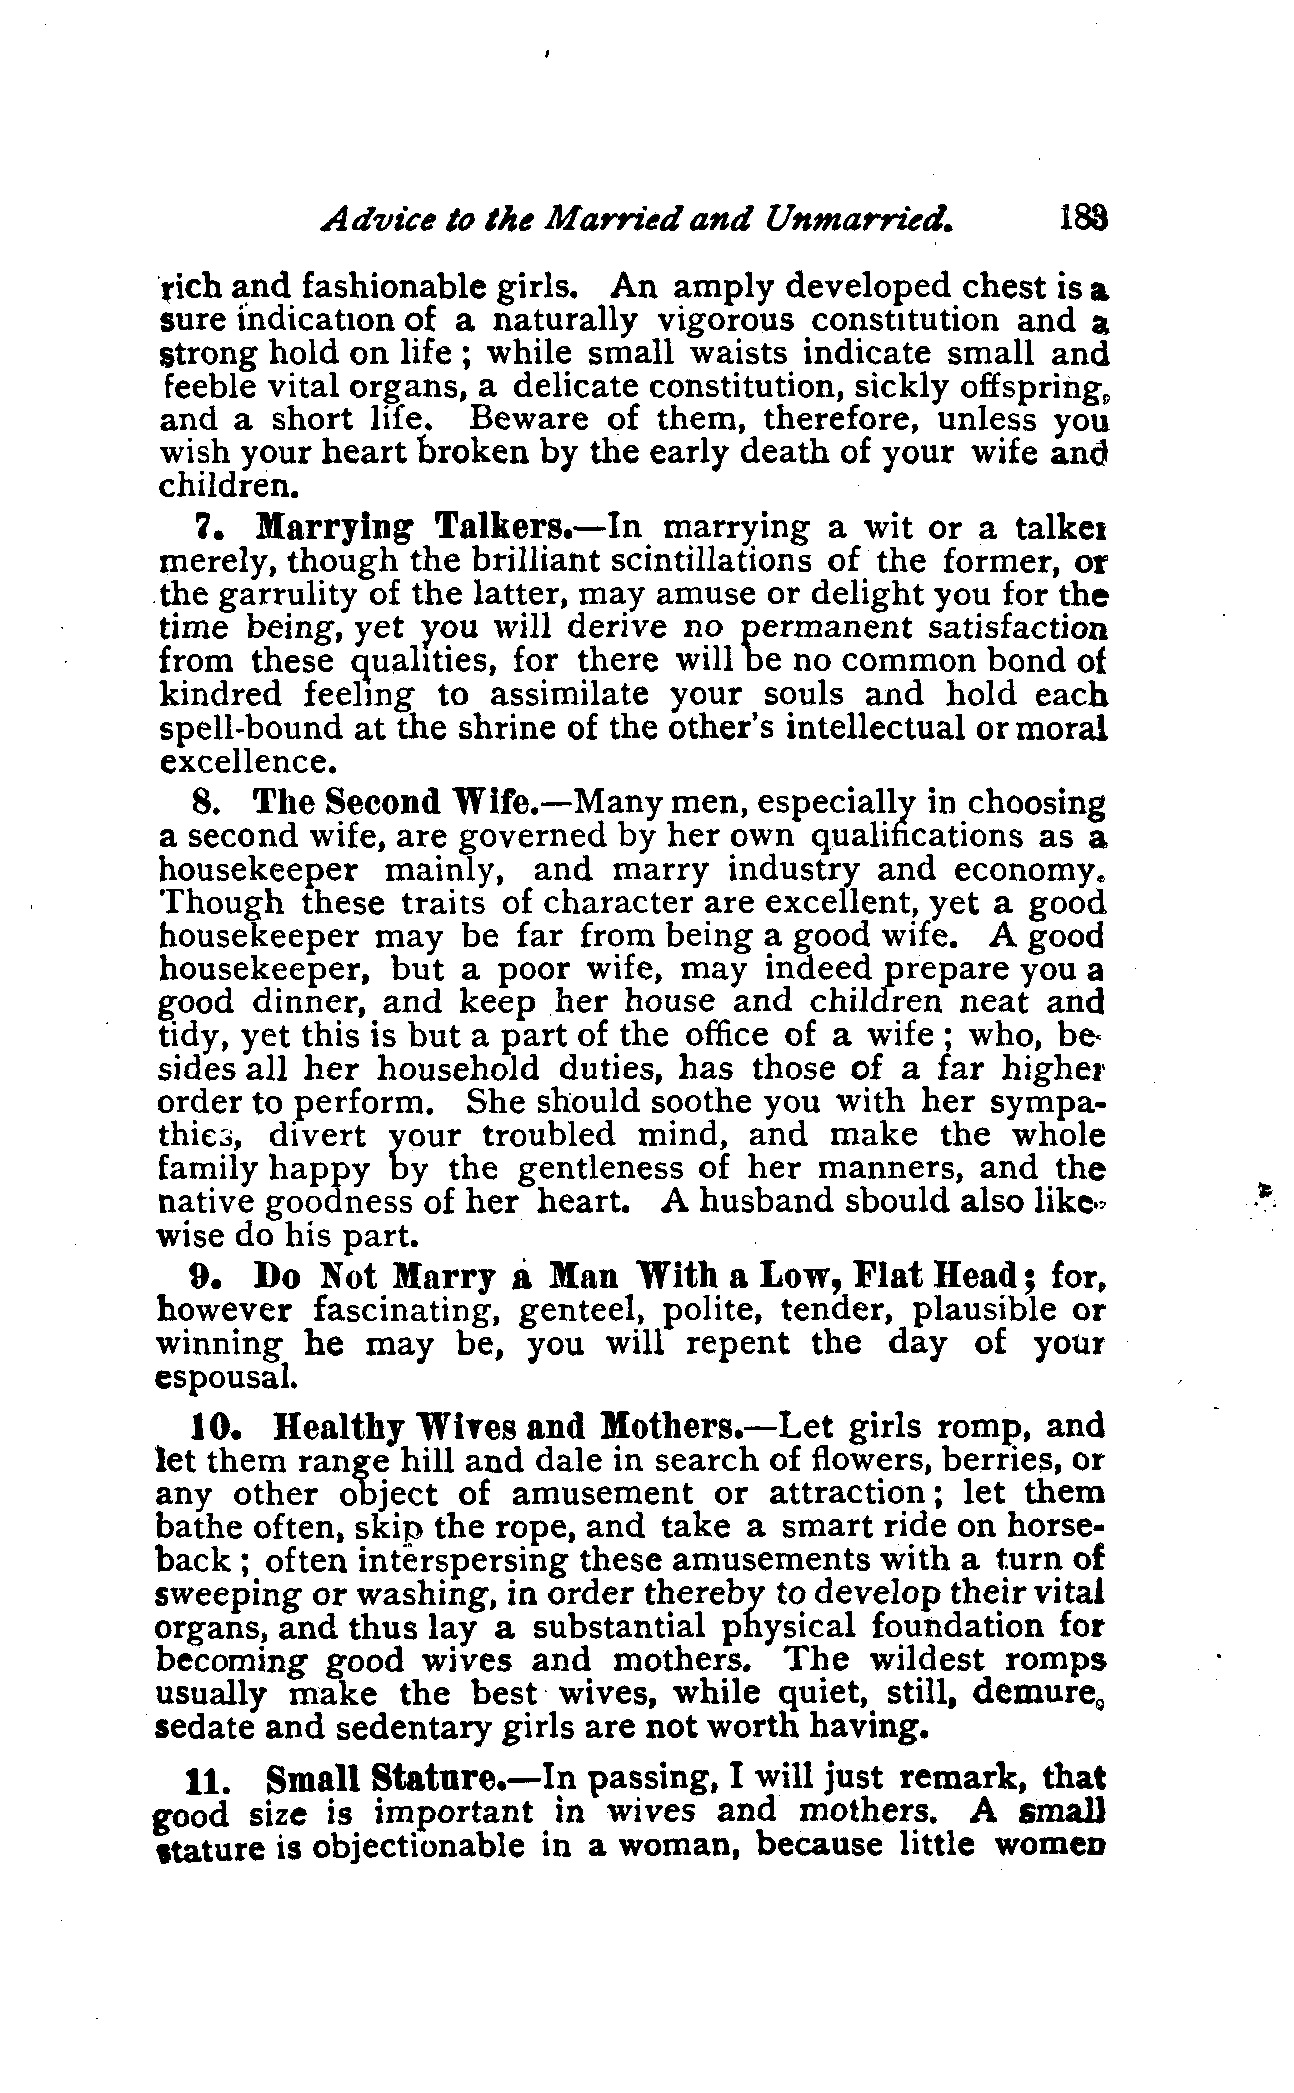 Advice to the Married and Unmarried. 183
rich and fashionable girls. An amply developed chest is a
sure indication of a naturally vigorous constitution and a
strong hold on life ; while small waists indicate small and
feeble vital organs, a delicate constitution, sickly offspring,
and a short life. Beware of them, therefore, unless you
wish your heart broken by the early death of your wife and
children.
7. Marrying Talkers.—In marrying a wit or a talker
merely, though the brilliant scintillations of the former, or
the garrulity of the latter, may amuse or delight you for the
time being, yet you will derive no permanent satisfaction
from these qualities, for there will be no common bond of
kindred feeling to assimilate your souls and hold each
spell-bound at the shrine of the other's intellectual or moral
excellence.
8. The Second Wife.—Many men, especially in choosing
a second wife, are governed by her own qualifications as a
housekeeper mainly, and marry industry and economy.
Though these traits of character are excellent, yet a good
housekeeper may be far from being a good wife. A good
housekeeper, but a poor wife, may indeed prepare you a
good dinner, and keep her house and children neat and
tidy, yet this is but a part of the office of a wife ; who, be-
sides all her household duties, has those of a far higher
order to perform. She should soothe you with her sympa-
thies, divert your troubled mind, and make the whole
family happy by the gentleness of her manners, and the
native goodness of her heart. A husband should also like-
wise do his part.
9. Do Not Marry a Man With a Low, Flat Head; for,
however fascinating, genteel, polite, tender, plausible or
winning he may be, you will repent the day of your
espousal.
10. Healthy Wives and Mothers.—Let girls romp, and
let them range hill and dale in search of flowers, berries, or
any other object of amusement or attraction; let them
bathe often, skip the rope, and take a smart ride on horse-
back ; often interspersing these amusements with a turn of
sweeping or washing, in order thereby to develop their vital
organs, and thus lay a substantial physical foundation for
becoming good wives and mothers. The wildest romps
usually make the best wives, while quiet, still, demure,
sedate and sedentary girls are not worth having.
11. Small Stature.—In passing, I will just remark, that
good size is important in wives and mothers. A small
stature is objectionable in a woman, because little women